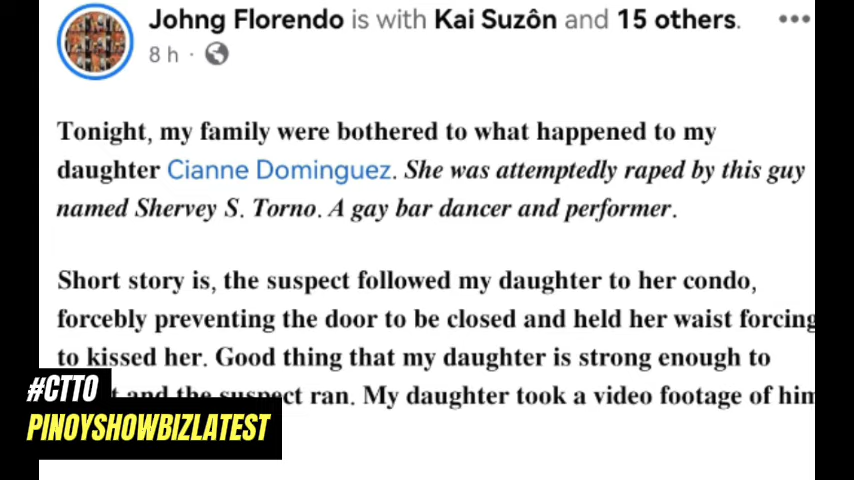 Johng Florendo is with Kai Suzôn and 15 others.
8 h ·
Tonight, my family were bothered to what happened to my
daughter Cianne Dominguez. She was attemptedly raped by this guy
named Shervey S. Torno. A gay bar dancer and performer.
Short story is, the suspect followed my daughter to her condo,
forcebly preventing the door to be closed and held her waist forcing
to kissed her. Good thing that my daughter is strong enough to
and the suspect ran. My daughter took a video footage of him
#CTTO
PINOYSHOWBIZLATEST